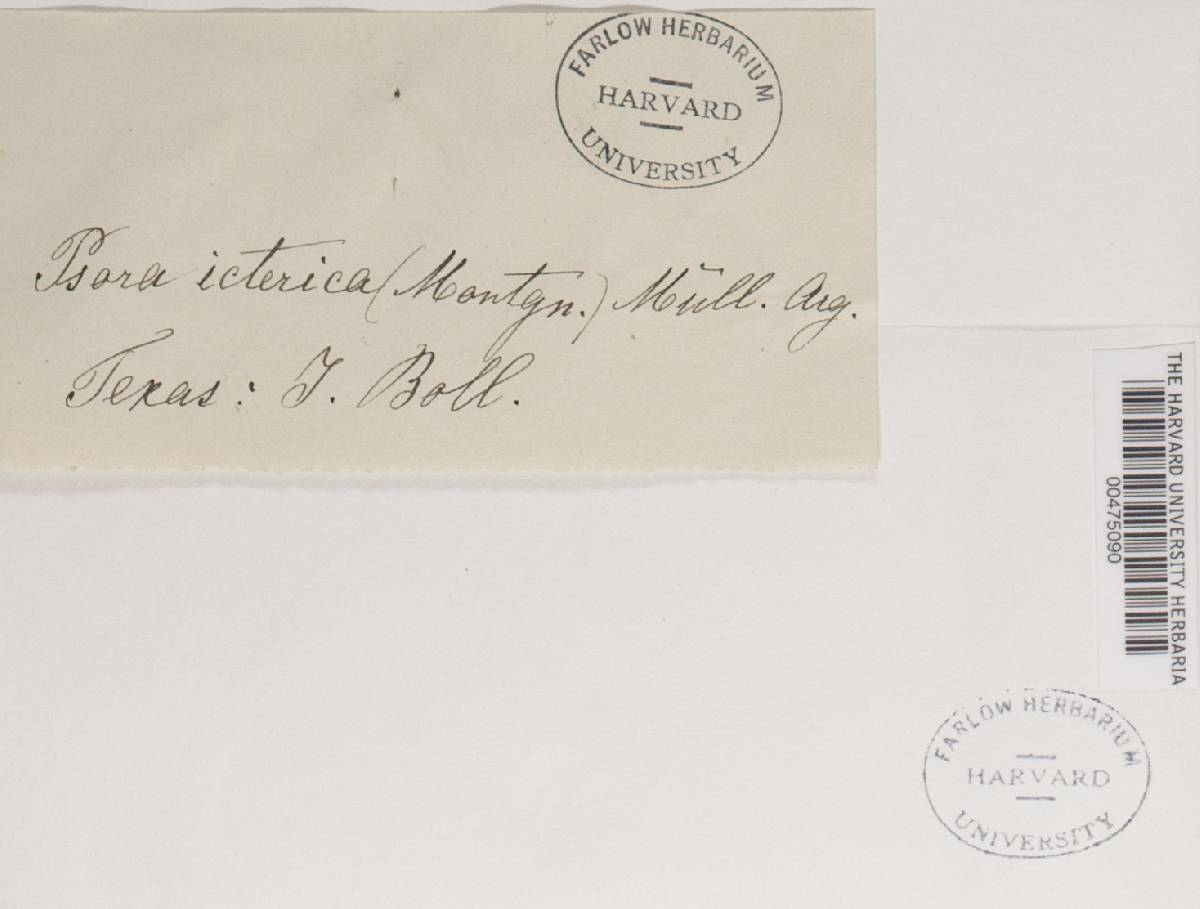 FARLOW HERBARIUM
HARVARD
UNIVERSITY
Psora icterica (Montgn.) Müll. Arg.
Texas: J. Boll.
THE HARVARD UNIVERSITY HERBARIA
00475090
FARLOW HERBARIUM
HARVARD
UNIVERSITY